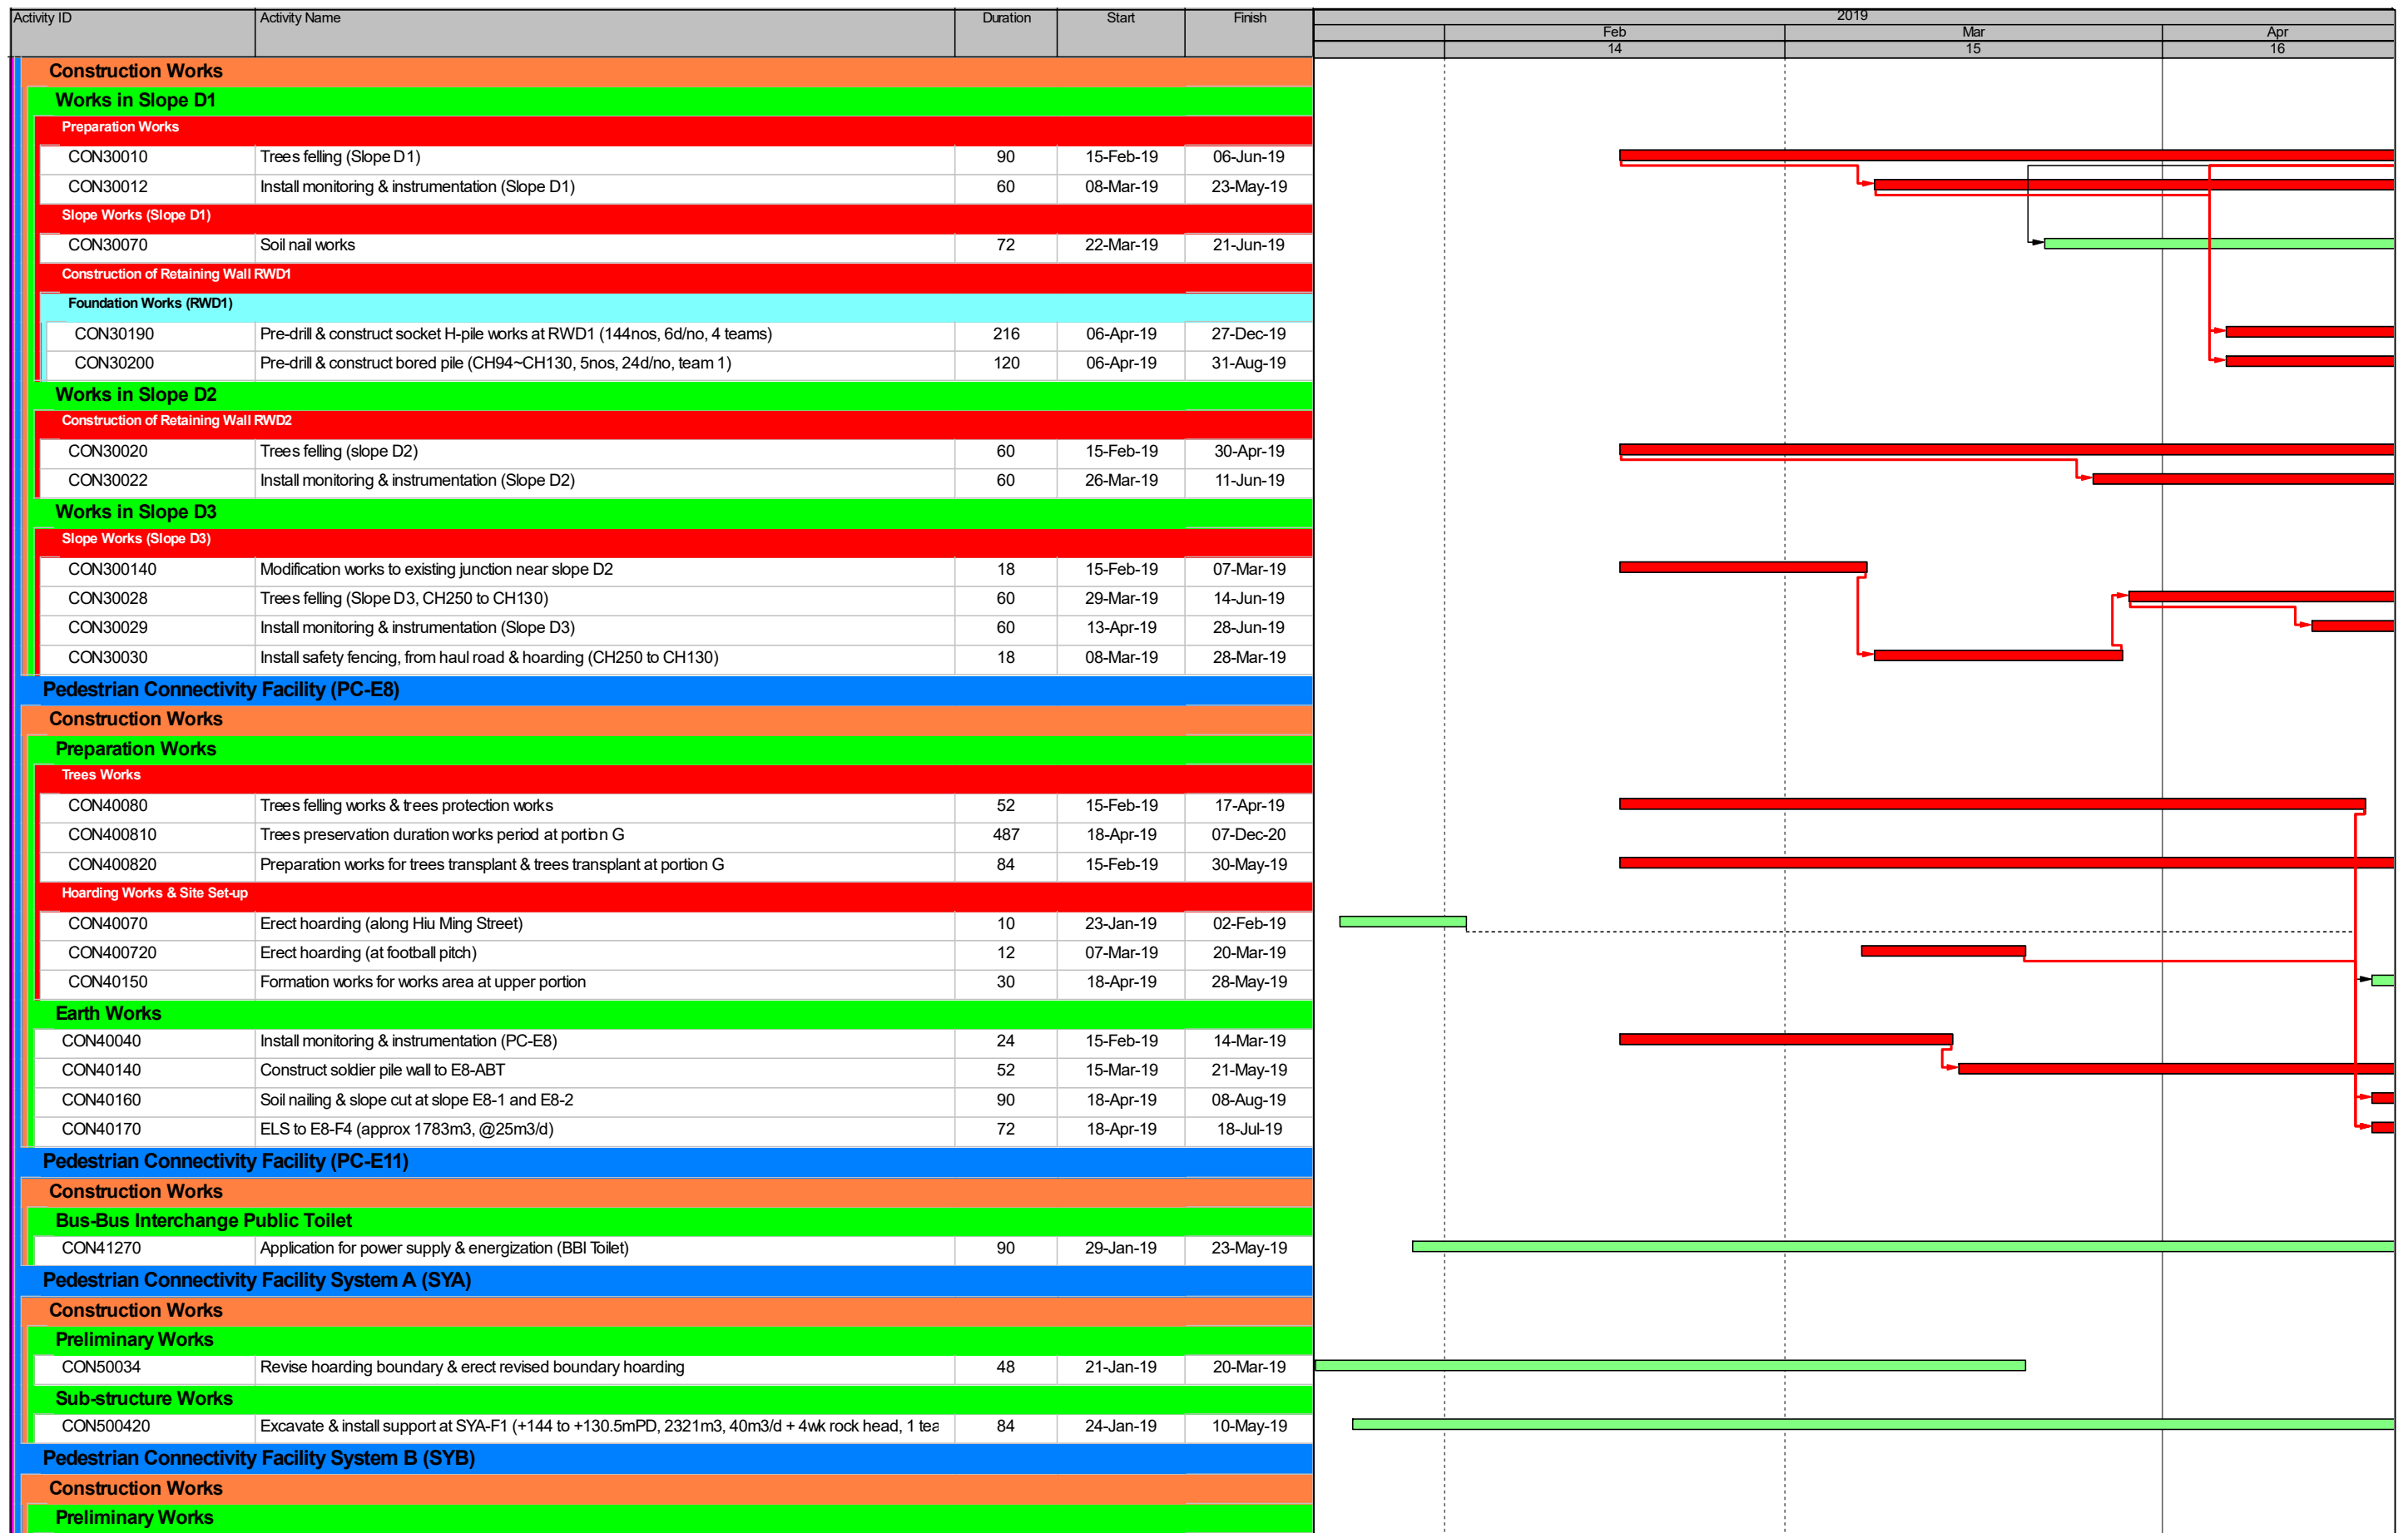 Activity ID Activity Name Duration Start Finish 2019
Feb Mar Apr
14 15 16
Construction Works
Works in Slope D1
Preparation Works
CON30010 Trees felling (Slope D1) 90 15-Feb-19 06-Jun-19
CON30012 Install monitoring & instrumentation (Slope D1) 60 08-Mar-19 23-May-19
Slope Works (Slope D1)
CON30070 Soil nail works 72 22-Mar-19 21-Jun-19
Construction of Retaining Wall RWD1
Foundation Works (RWD1)
CON30190 Pre-drill & construct socket H-pile works at RWD1 (144nos, 6d/no, 4 teams) 216 06-Apr-19 27-Dec-19
CON30200 Pre-drill & construct bored pile (CH94~CH130, 5nos, 24d/no, team 1) 120 06-Apr-19 31-Aug-19
Works in Slope D2
Construction of Retaining Wall RWD2
CON30020 Trees felling (slope D2) 60 15-Feb-19 30-Apr-19
CON30022 Install monitoring & instrumentation (Slope D2) 60 26-Mar-19 11-Jun-19
Works in Slope D3
Slope Works (Slope D3)
CON300140 Modification works to existing junction near slope D2 18 15-Feb-19 07-Mar-19
CON30028 Trees felling (Slope D3, CH250 to CH130) 60 29-Mar-19 14-Jun-19
CON30029 Install monitoring & instrumentation (Slope D3) 60 13-Apr-19 28-Jun-19
CON30030 Install safety fencing, from haul road & hoarding (CH250 to CH130) 18 08-Mar-19 28-Mar-19
Pedestrian Connectivity Facility (PC-E8)
Construction Works
Preparation Works
Trees Works
CON40080 Trees felling works & trees protection works 52 15-Feb-19 17-Apr-19
CON400810 Trees preservation duration works period at portion G 487 18-Apr-19 07-Dec-20
CON400820 Preparation works for trees transplant & trees transplant at portion G 84 15-Feb-19 30-May-19
Hoarding Works & Site Set-up
CON40070 Erect hoarding (along Hiu Ming Street) 10 23-Jan-19 02-Feb-19
CON400720 Erect hoarding (at football pitch) 12 07-Mar-19 20-Mar-19
CON40150 Formation works for works area at upper portion 30 18-Apr-19 28-May-19
Earth Works
CON40040 Install monitoring & instrumentation (PC-E8) 24 15-Feb-19 14-Mar-19
CON40140 Construct soldier pile wall to E8-ABT 52 15-Mar-19 21-May-19
CON40160 Soil nailing & slope cut at slope E8-1 and E8-2 90 18-Apr-19 08-Aug-19
CON40170 ELS to E8-F4 (approx 1783m3, @25m3/d) 72 18-Apr-19 18-Jul-19
Pedestrian Connectivity Facility (PC-E11)
Construction Works
Bus-Bus Interchange Public Toilet
CON41270 Application for power supply & energization (BBI Toilet) 90 29-Jan-19 23-May-19
Pedestrian Connectivity Facility System A (SYA)
Construction Works
Preliminary Works
CON50034 Revise hoarding boundary & erect revised boundary hoarding 48 21-Jan-19 20-Mar-19
Sub-structure Works
CON500420 Excavate & install support at SYA-F1 (+144 to +130.5mPD, 2321m3, 40m3/d + 4wk rock head, 1 tea 84 24-Jan-19 10-May-19
Pedestrian Connectivity Facility System B (SYB)
Construction Works
Preliminary Works